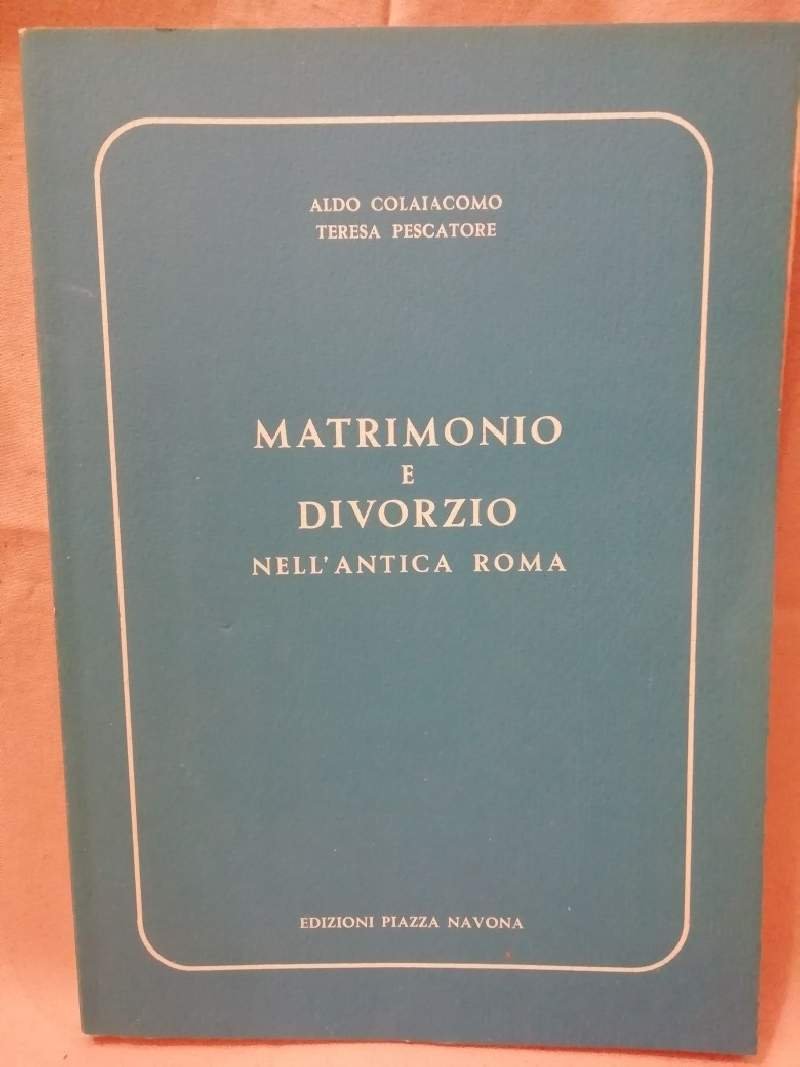 ALDO COLAIACOMO
TERESA PESCATORE
MATRIMONIO
E
DIVORZIO
NELL'ANTICA ROMA
EDIZIONI PIAZZA NAVONA